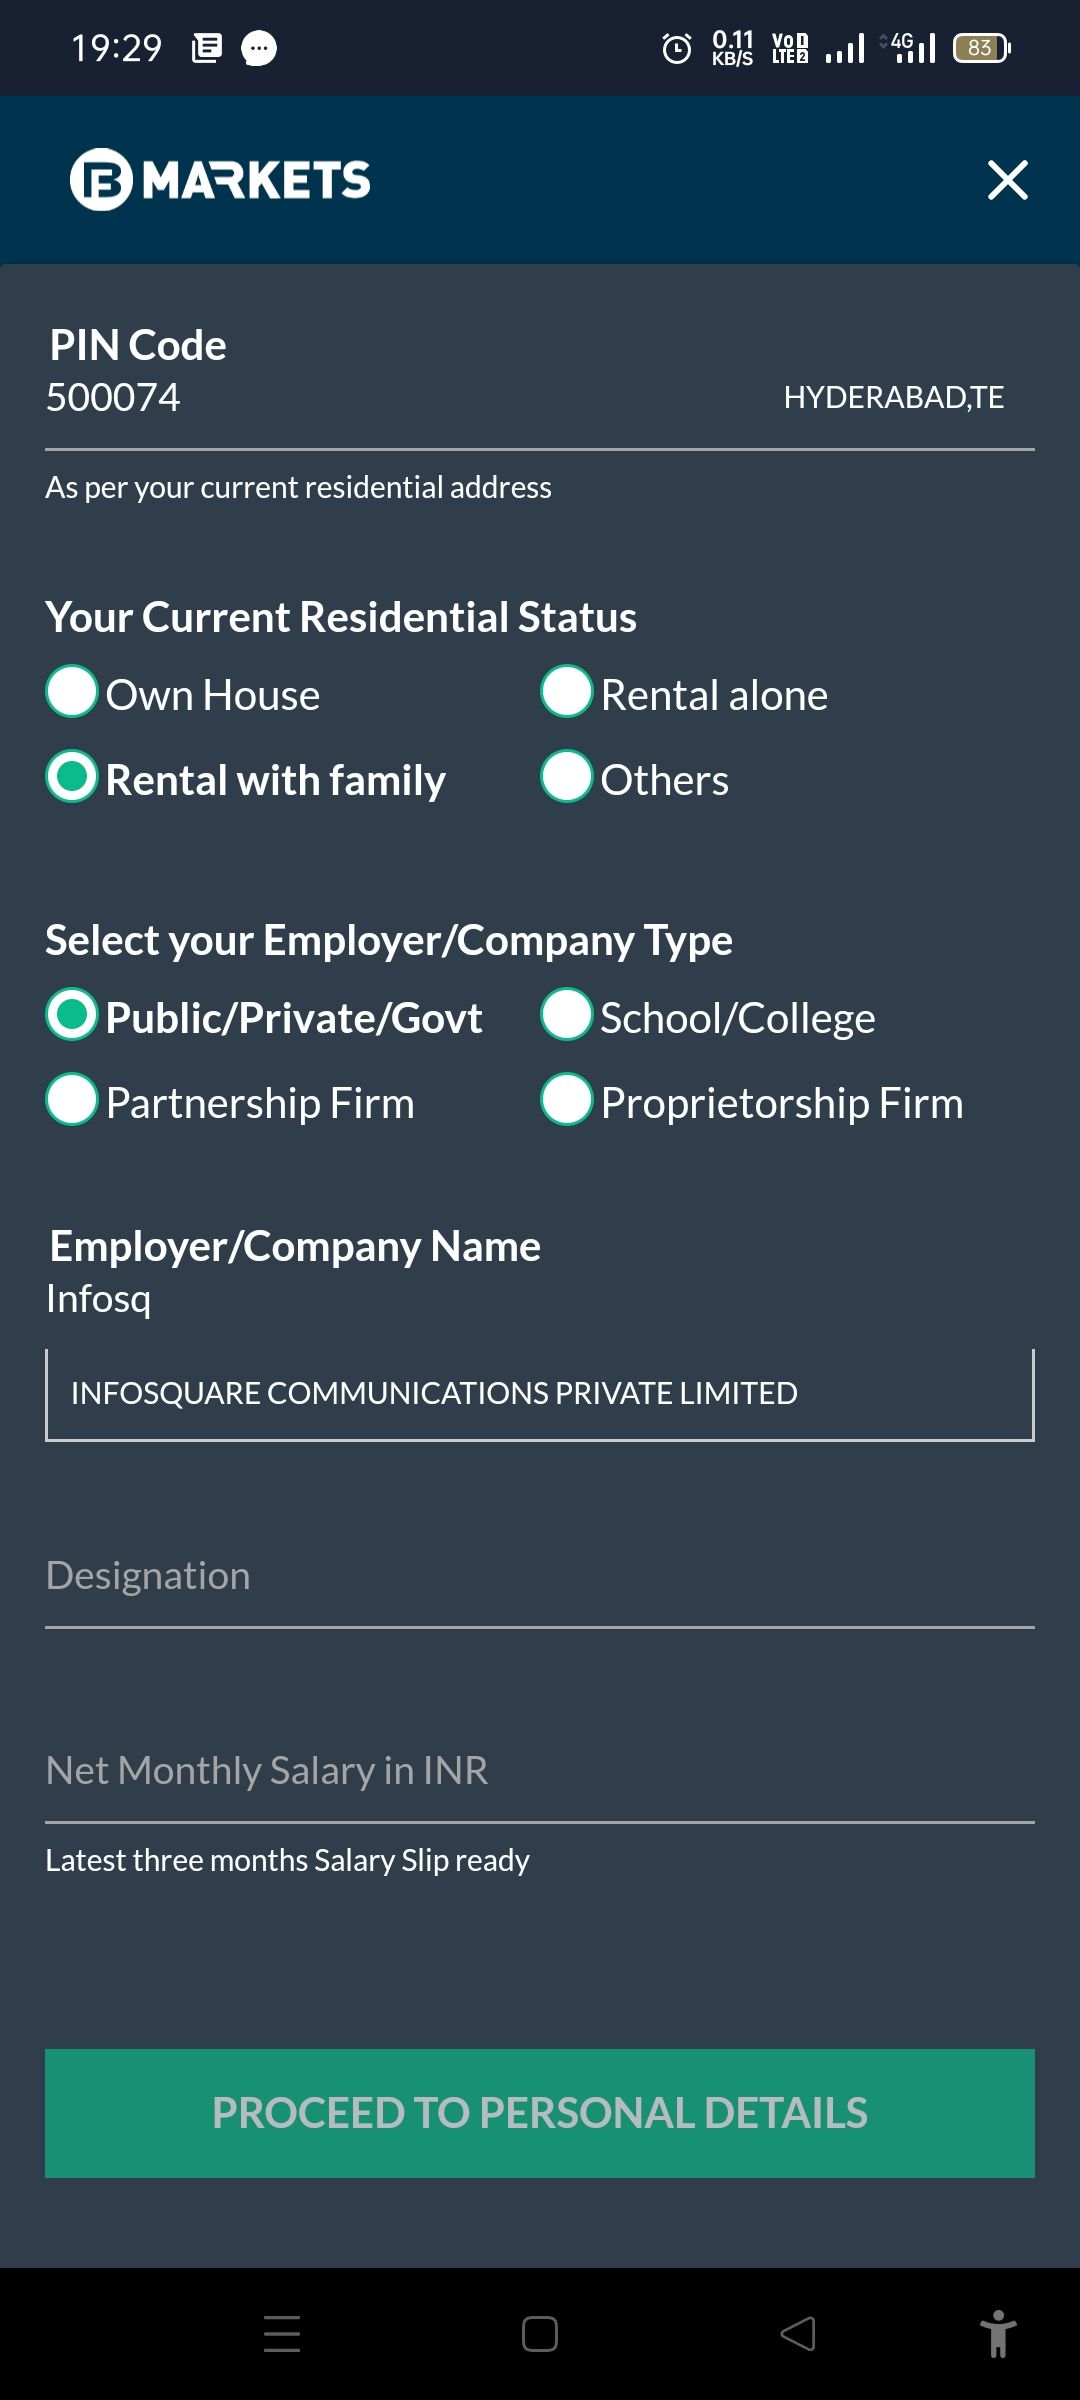 19:29 0.11 KB/S VoLTE 2 4G 83
B MARKETS
PIN Code
500074 HYDERABAD,TE
As per your current residential address
Your Current Residential Status
Own House Rental alone
Rental with family Others
Select your Employer/Company Type
Public/Private/Govt School/College
Partnership Firm Proprietorship Firm
Employer/Company Name
Infosq
INFOSQUARE COMMUNICATIONS PRIVATE LIMITED
Designation
Net Monthly Salary in INR
Latest three months Salary Slip ready
PROCEED TO PERSONAL DETAILS